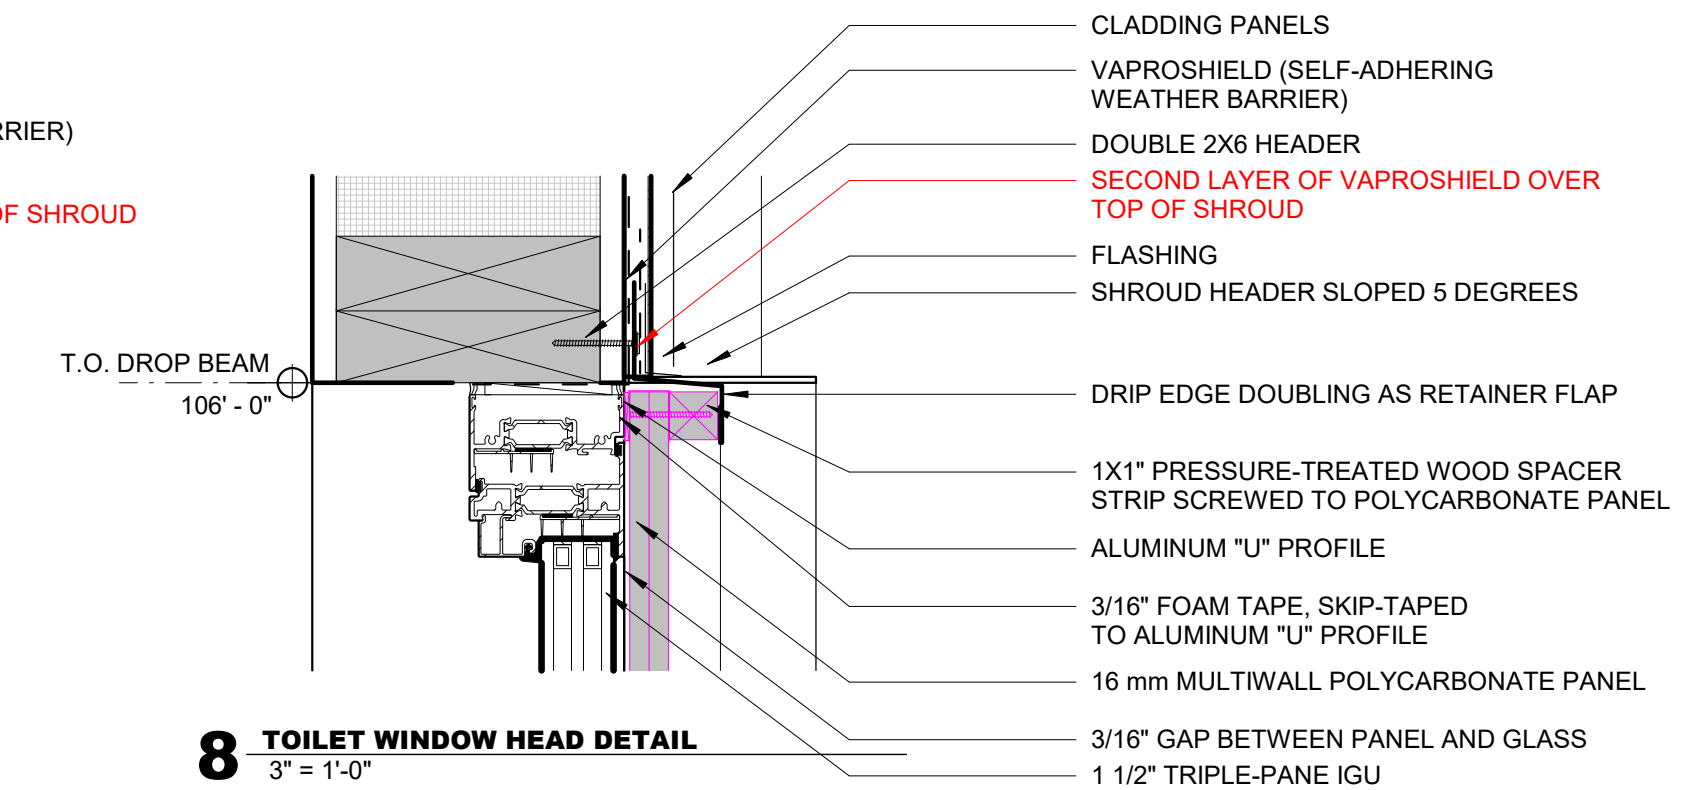 CLADDING PANELS
VAPROSHIELD (SELF-ADHERING
WEATHER BARRIER)
RRIER)
DOUBLE 2X6 HEADER
SECOND LAYER OF VAPROSHIELD OVER
TOP OF SHROUD
OF SHROUD
FLASHING
SHROUD HEADER SLOPED 5 DEGREES
T.O. DROP BEAM
106' - 0"
DRIP EDGE DOUBLING AS RETAINER FLAP
1X1" PRESSURE-TREATED WOOD SPACER
STRIP SCREWED TO POLYCARBONATE PANEL
ALUMINUM "U" PROFILE
3/16" FOAM TAPE, SKIP-TAPED
TO ALUMINUM "U" PROFILE
16 mm MULTIWALL POLYCARBONATE PANEL
3/16" GAP BETWEEN PANEL AND GLASS
1 1/2" TRIPLE-PANE IGU
8 TOILET WINDOW HEAD DETAIL
3" = 1'-0"